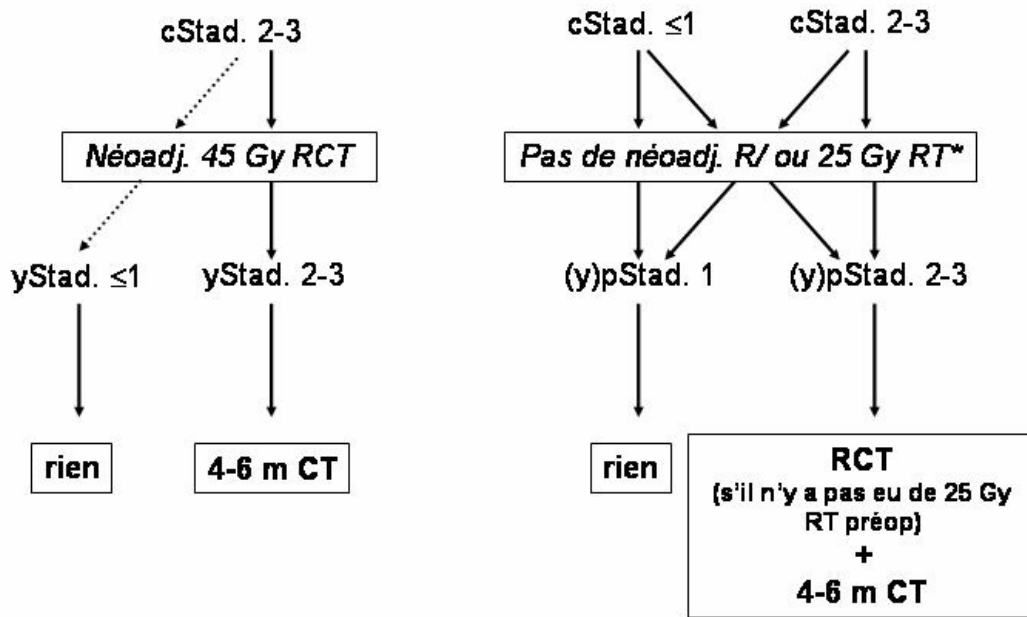 cStad. 2-3
Néoadj. 45 Gy RCT
yStad. ≤1
yStad. 2-3
rien
4-6 m CT
cStad. ≤1
cStad. 2-3
Pas de néoadj. R/ ou 25 Gy RT*
(y)pStad. 1
(y)pStad. 2-3
rien
RCT
(s'il n'y a pas eu de 25 Gy
RT préop)
+
4-6 m CT